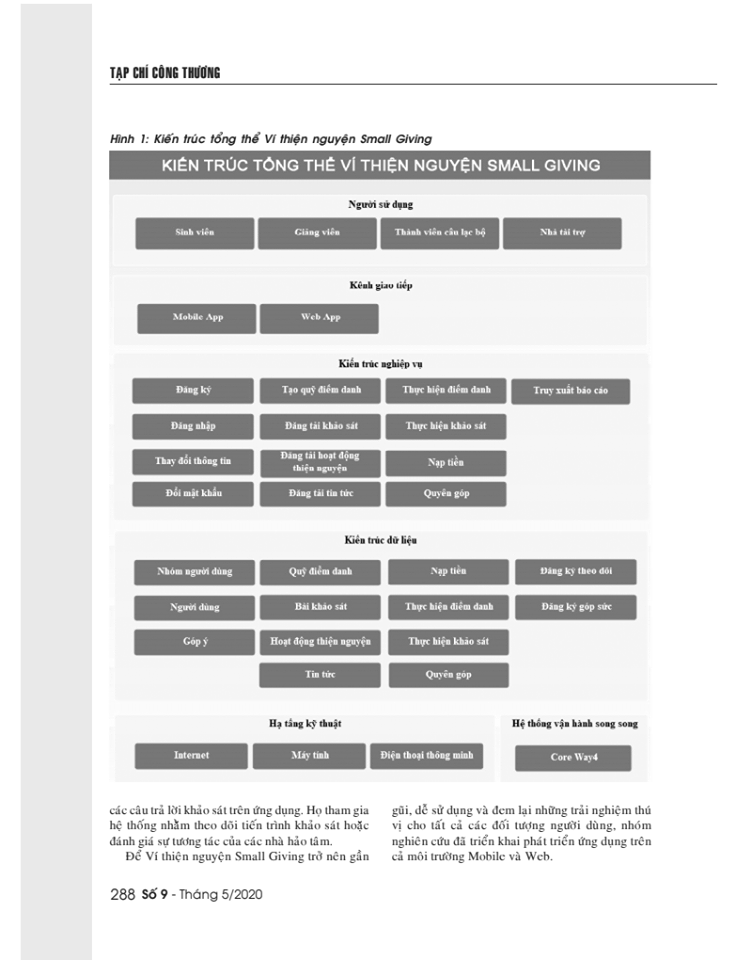 TẠP CHÍ CÔNG THƯƠNG
Hình 1: Kiến trúc tổng thể Ví thiện nguyện Small Giving
KIẾN TRÚC TỔNG THỂ VÍ THIỆN NGUYỆN SMALL GIVING
Người sử dụng
Sinh viên
Giảng viên
Thành viên câu lạc bộ
Nhà tài trợ
Kênh giao tiếp
Mobile App
Web App
Kiến trúc nghiệp vụ
Đăng ký
Tạo quỹ điểm danh
Thực hiện điểm danh
Truy xuất báo cáo
Đăng nhập
Đăng tải khảo sát
Thực hiện khảo sát
Thay đổi thông tin
Đăng tải hoạt động
thiện nguyện
Nạp tiền
Đổi mật khẩu
Đăng tải tin tức
Quyên góp
Kiến trúc dữ liệu
Nhóm người dùng
Quỹ điểm danh
Nạp tiền
Đăng ký theo dõi
Người dùng
Bài khảo sát
Thực hiện điểm danh
Đăng ký góp sức
Góp ý
Hoạt động thiện nguyện
Thực hiện khảo sát
Tin tức
Quyên góp
Hạ tầng kỹ thuật
Internet
Máy tính
Điện thoại thông minh
Hệ thống vận hành song song
Core Way4
các câu trả lời khảo sát trên ứng dụng. Họ tham gia
hệ thống nhằm theo dõi tiến trình khảo sát hoặc
đánh giá sự tương tác của các nhà hảo tâm.
Để Ví thiện nguyện Small Giving trở nên gần
gũi, dễ sử dụng và đem lại những trải nghiệm thú
vị cho tất cả các đối tượng người dùng, nhóm
nghiên cứu đã triển khai phát triển ứng dụng trên
cả môi trường Mobile và Web.
288 Số 9 - Tháng 5/2020